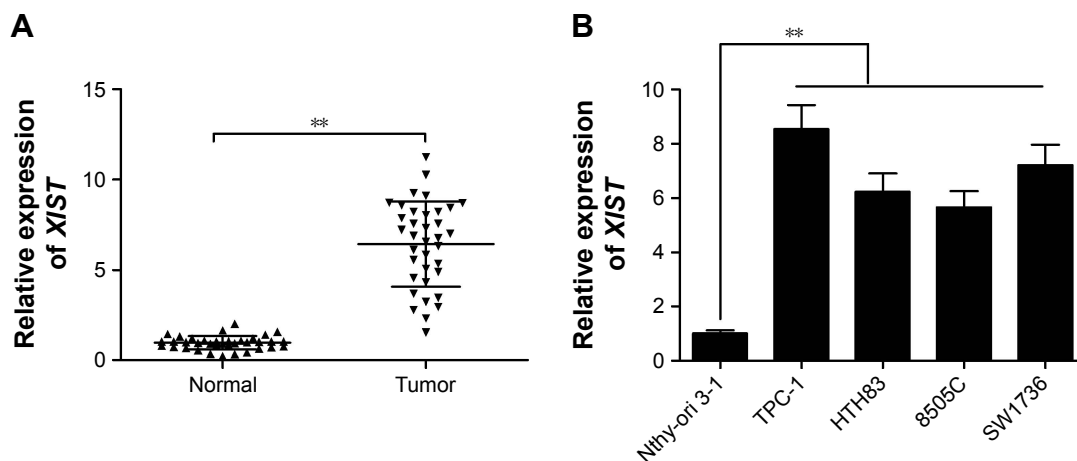 A
Relative expression
of XIST
15
10
5
0
**
Normal
Tumor
B
Relative expression
of XIST
10
8
6
4
2
0
**
Nthy-ori 3-1
TPC-1
HTH83
8505C
SW1736